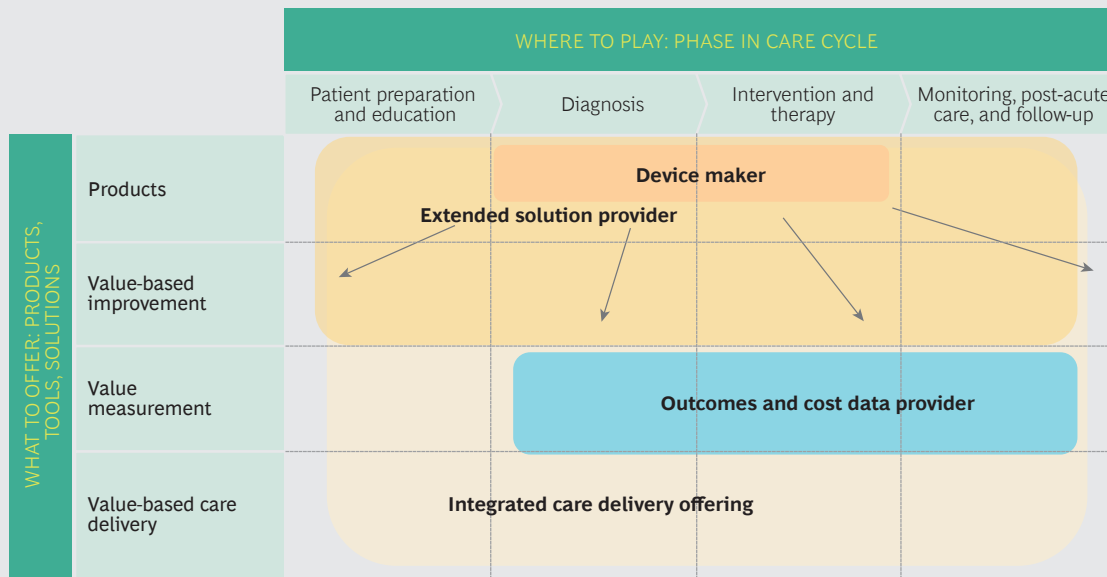 WHERE TO PLAY: PHASE IN CARE CYCLE
Patient preparation
and education
Diagnosis
Intervention and
therapy
Monitoring, post-acute
care, and follow-up
WHAT TO OFFER: PRODUCTS,
TOOLS, SOLUTIONS
Products
Device maker
Extended solution provider
Value-based
improvement
Value
measurement
Outcomes and cost data provider
Value-based care
delivery
Integrated care delivery offering